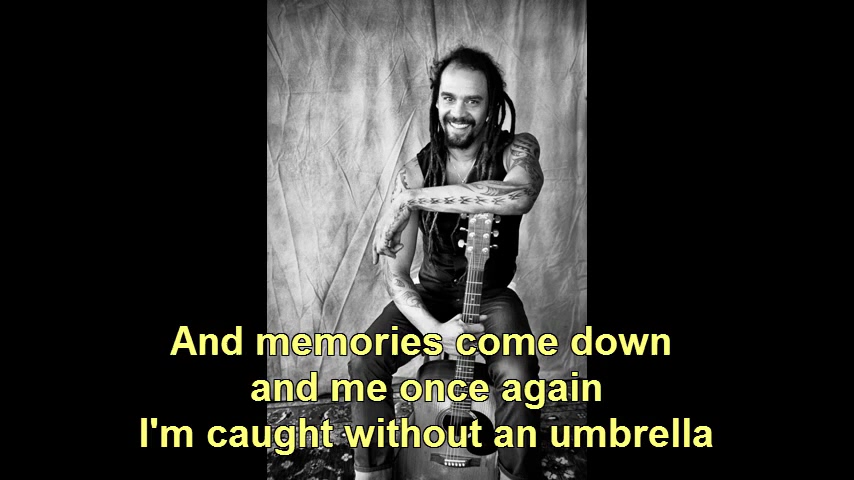 And memories come down
and me once again
I'm caught without an umbrella